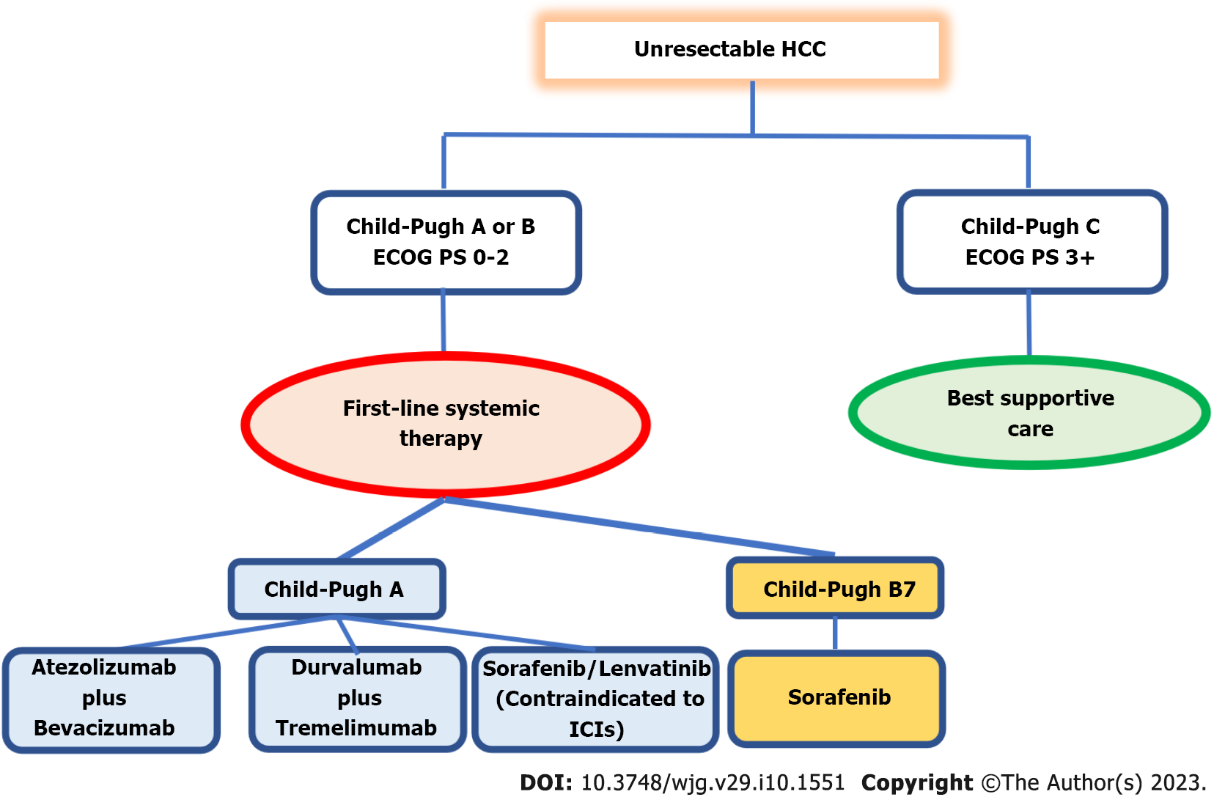 Unresectable HCC
Child-Pugh A or B
ECOG PS 0-2
Child-Pugh C
ECOG PS 3+
First-line systemic
therapy
Best supportive
care
Child-Pugh A
Child-Pugh B7
Atezolizumab
plus
Bevacizumab
Durvalumab
plus
Tremelimumab
Sorafenib/Lenvatinib
(Contraindicated to
ICIs)
Sorafenib
DOI: 10.3748/wjg.v29.i10.1551 Copyright ©The Author(s) 2023.